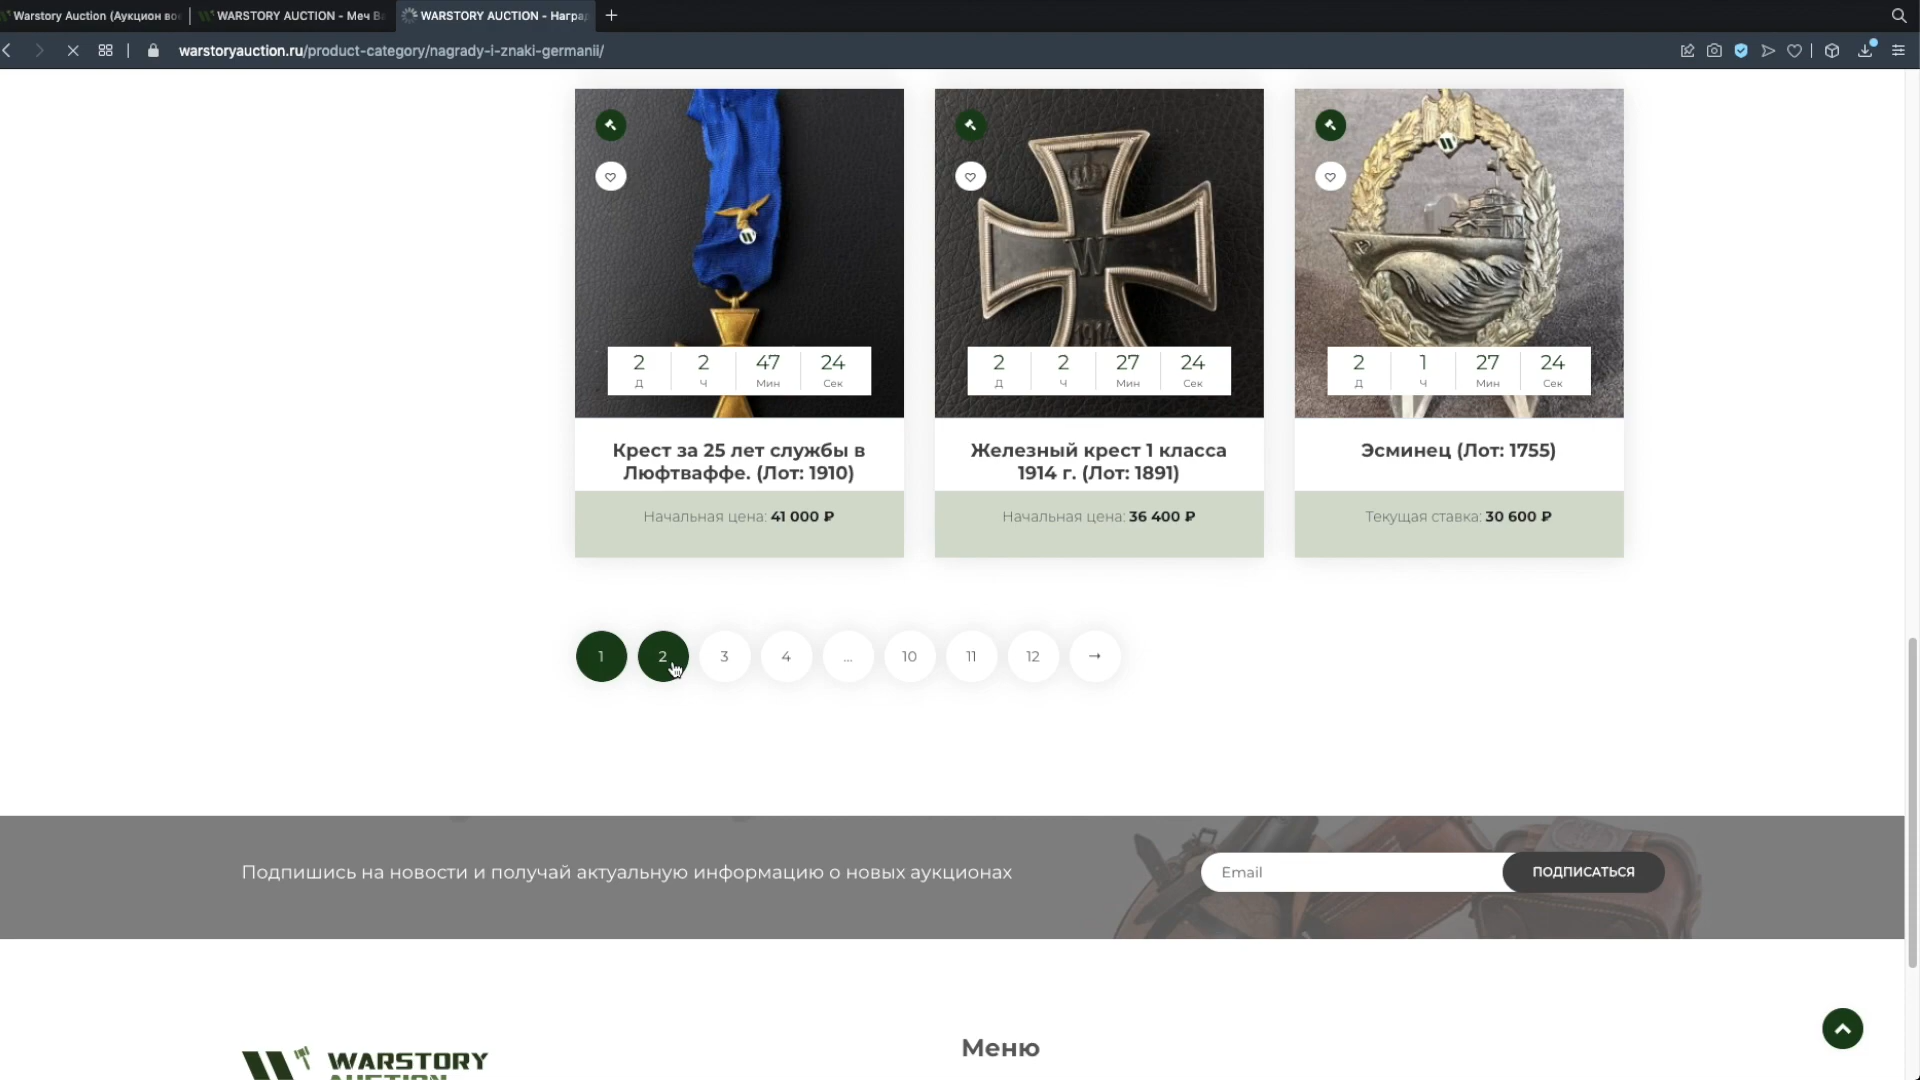 Warstory Auction (Аукцион во
WARSTORY AUCTION - Меч В
WARSTORY AUCTION - Награ
warstoryauction.ru/product-category/nagrady-i-znaki-germanii/
W
1914
2 2 47 24
Д Ч Мин Сек
2 2 27 24
Д Ч Мин Сек
2 1 27 24
Д Ч Мин Сек
Крест за 25 лет службы в
Люфтваффе. (Лот: 1910)
Начальная цена: 41 000 ₽
Железный крест 1 класса
1914 г. (Лот: 1891)
Начальная цена: 36 400 ₽
Эсминец (Лот: 1755)
Текущая ставка: 30 600 ₽
1 2 3 4 ... 10 11 12 →
Подпишись на новости и получай актуальную информацию о новых аукционах
Email
ПОДПИСАТЬСЯ
WARSTORY
AUCTION
Меню